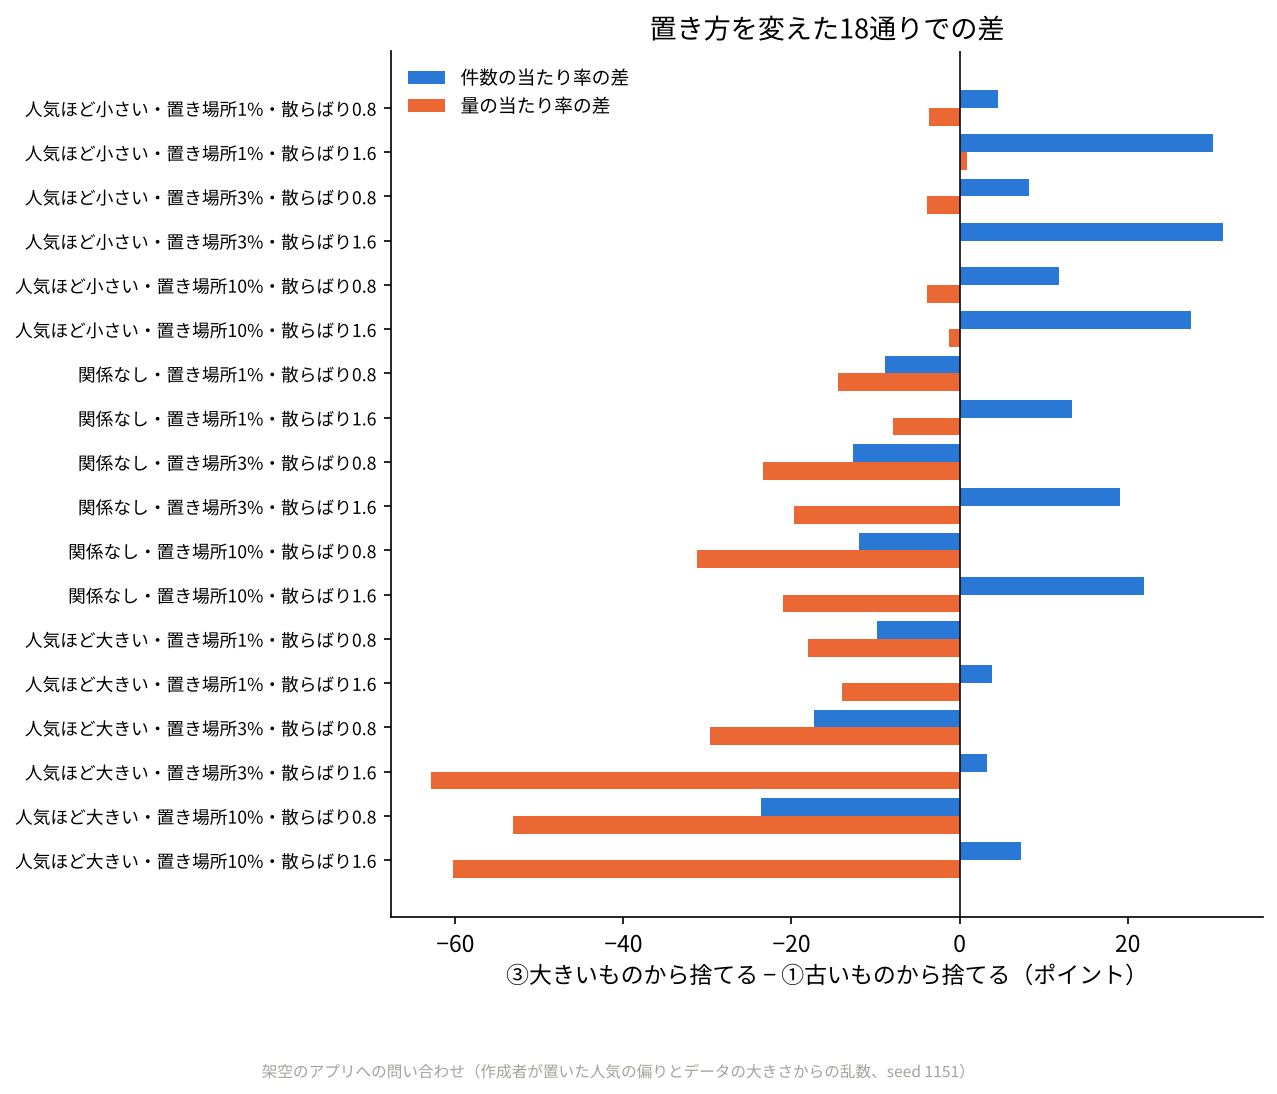 置き方を変えた18通りでの差
件数の当たり率の差
量の当たり率の差
人気ほど小さい・置き場所1%・散らばり0.8
人気ほど小さい・置き場所1%・散らばり1.6
人気ほど小さい・置き場所3%・散らばり0.8
人気ほど小さい・置き場所3%・散らばり1.6
人気ほど小さい・置き場所10%・散らばり0.8
人気ほど小さい・置き場所10%・散らばり1.6
関係なし・置き場所1%・散らばり0.8
関係なし・置き場所1%・散らばり1.6
関係なし・置き場所3%・散らばり0.8
関係なし・置き場所3%・散らばり1.6
関係なし・置き場所10%・散らばり0.8
関係なし・置き場所10%・散らばり1.6
人気ほど大きい・置き場所1%・散らばり0.8
人気ほど大きい・置き場所1%・散らばり1.6
人気ほど大きい・置き場所3%・散らばり0.8
人気ほど大きい・置き場所3%・散らばり1.6
人気ほど大きい・置き場所10%・散らばり0.8
人気ほど大きい・置き場所10%・散らばり1.6
−60 −40 −20 0 20
③大きいものから捨てる − ①古いものから捨てる（ポイント）
架空のアプリへの問い合わせ（作成者が置いた人気の偏りとデータの大きさからの乱数、seed 1151）